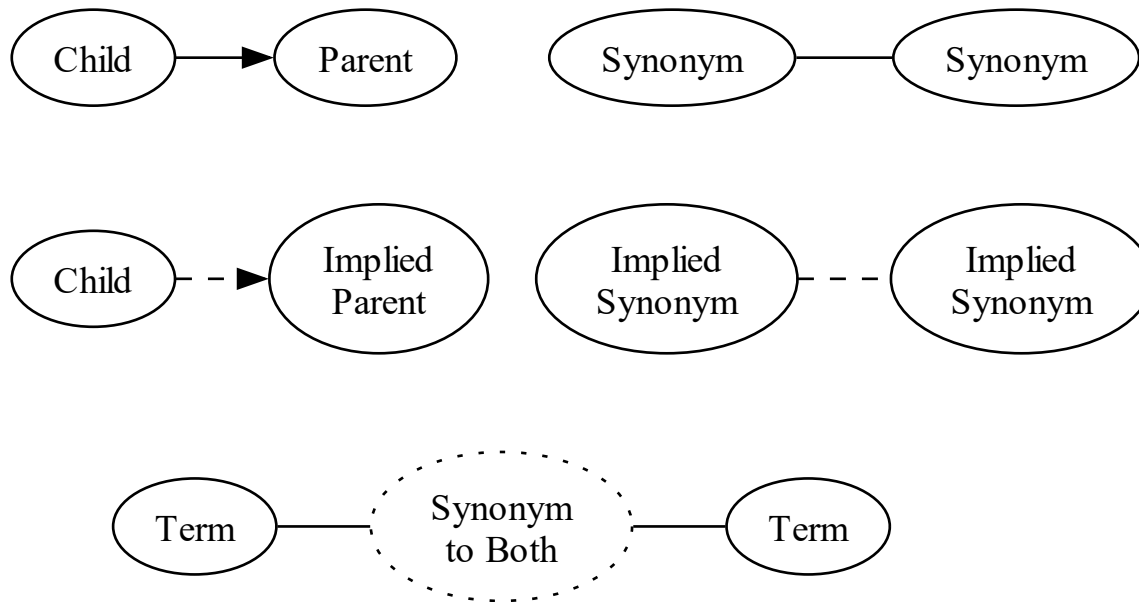 Child
Parent
Synonym
Synonym
Child
Implied
Parent
Implied
Synonym
Implied
Synonym
Term
Synonym
to Both
Term